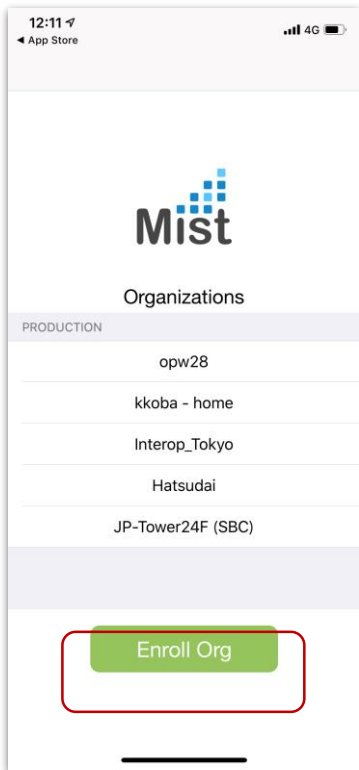 12:11
4G
◀ App Store
Mist
Organizations
PRODUCTION
opw28
kkoba - home
Interop_Tokyo
Hatsudai
JP-Tower24F (SBC)
Enroll Org